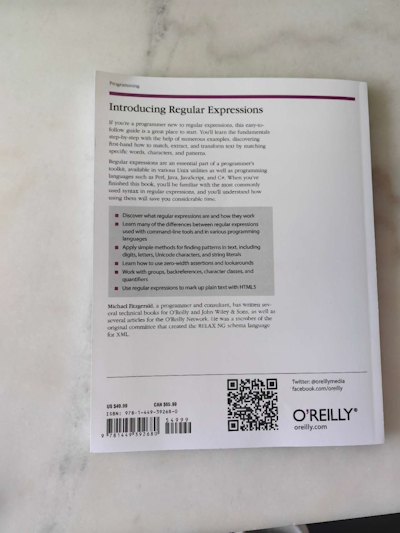 Programming
Introducing Regular Expressions
If you're a programmer new to regular expressions, this easy-to-
follow guide is a great place to start. You'll learn the fundamentals
step-by-step with the help of numerous examples, discovering
first-hand how to match, extract, and transform text by matching
specific words, characters, and patterns.
Regular expressions are an essential part of a programmer's
toolkit, available in various Unix utilities as well as programming
languages such as Perl, Java, JavaScript, and C#. When you've
finished this book, you'll be familiar with the most commonly
used syntax in regular expressions, and you'll understand how
using them will save you considerable time.
Discover what regular expressions are and how they work
Learn many of the differences between regular expressions
used with command-line tools and in various programming
languages
Apply simple methods for finding patterns in text, including
digits, letters, Unicode characters, and string literals
Learn how to use zero-width assertions and lookarounds
Work with groups, backreferences, character classes, and
quantifiers
Use regular expressions to mark up plain text with HTML5
Michael Fitzgerald, a programmer and consultant, has written
several technical books for O'Reilly and John Wiley & Sons, as well as
several articles for the O'Reilly Network. He was a member of the
original committee that created the RELAX NG schema language
for XML.
Twitter: @oreillymedia
facebook.com/oreilly
US $49.99 CAN $65.99
ISBN: 978-1-449-39268-0
54999
9 781449 392680
O'REILLY®
oreilly.com